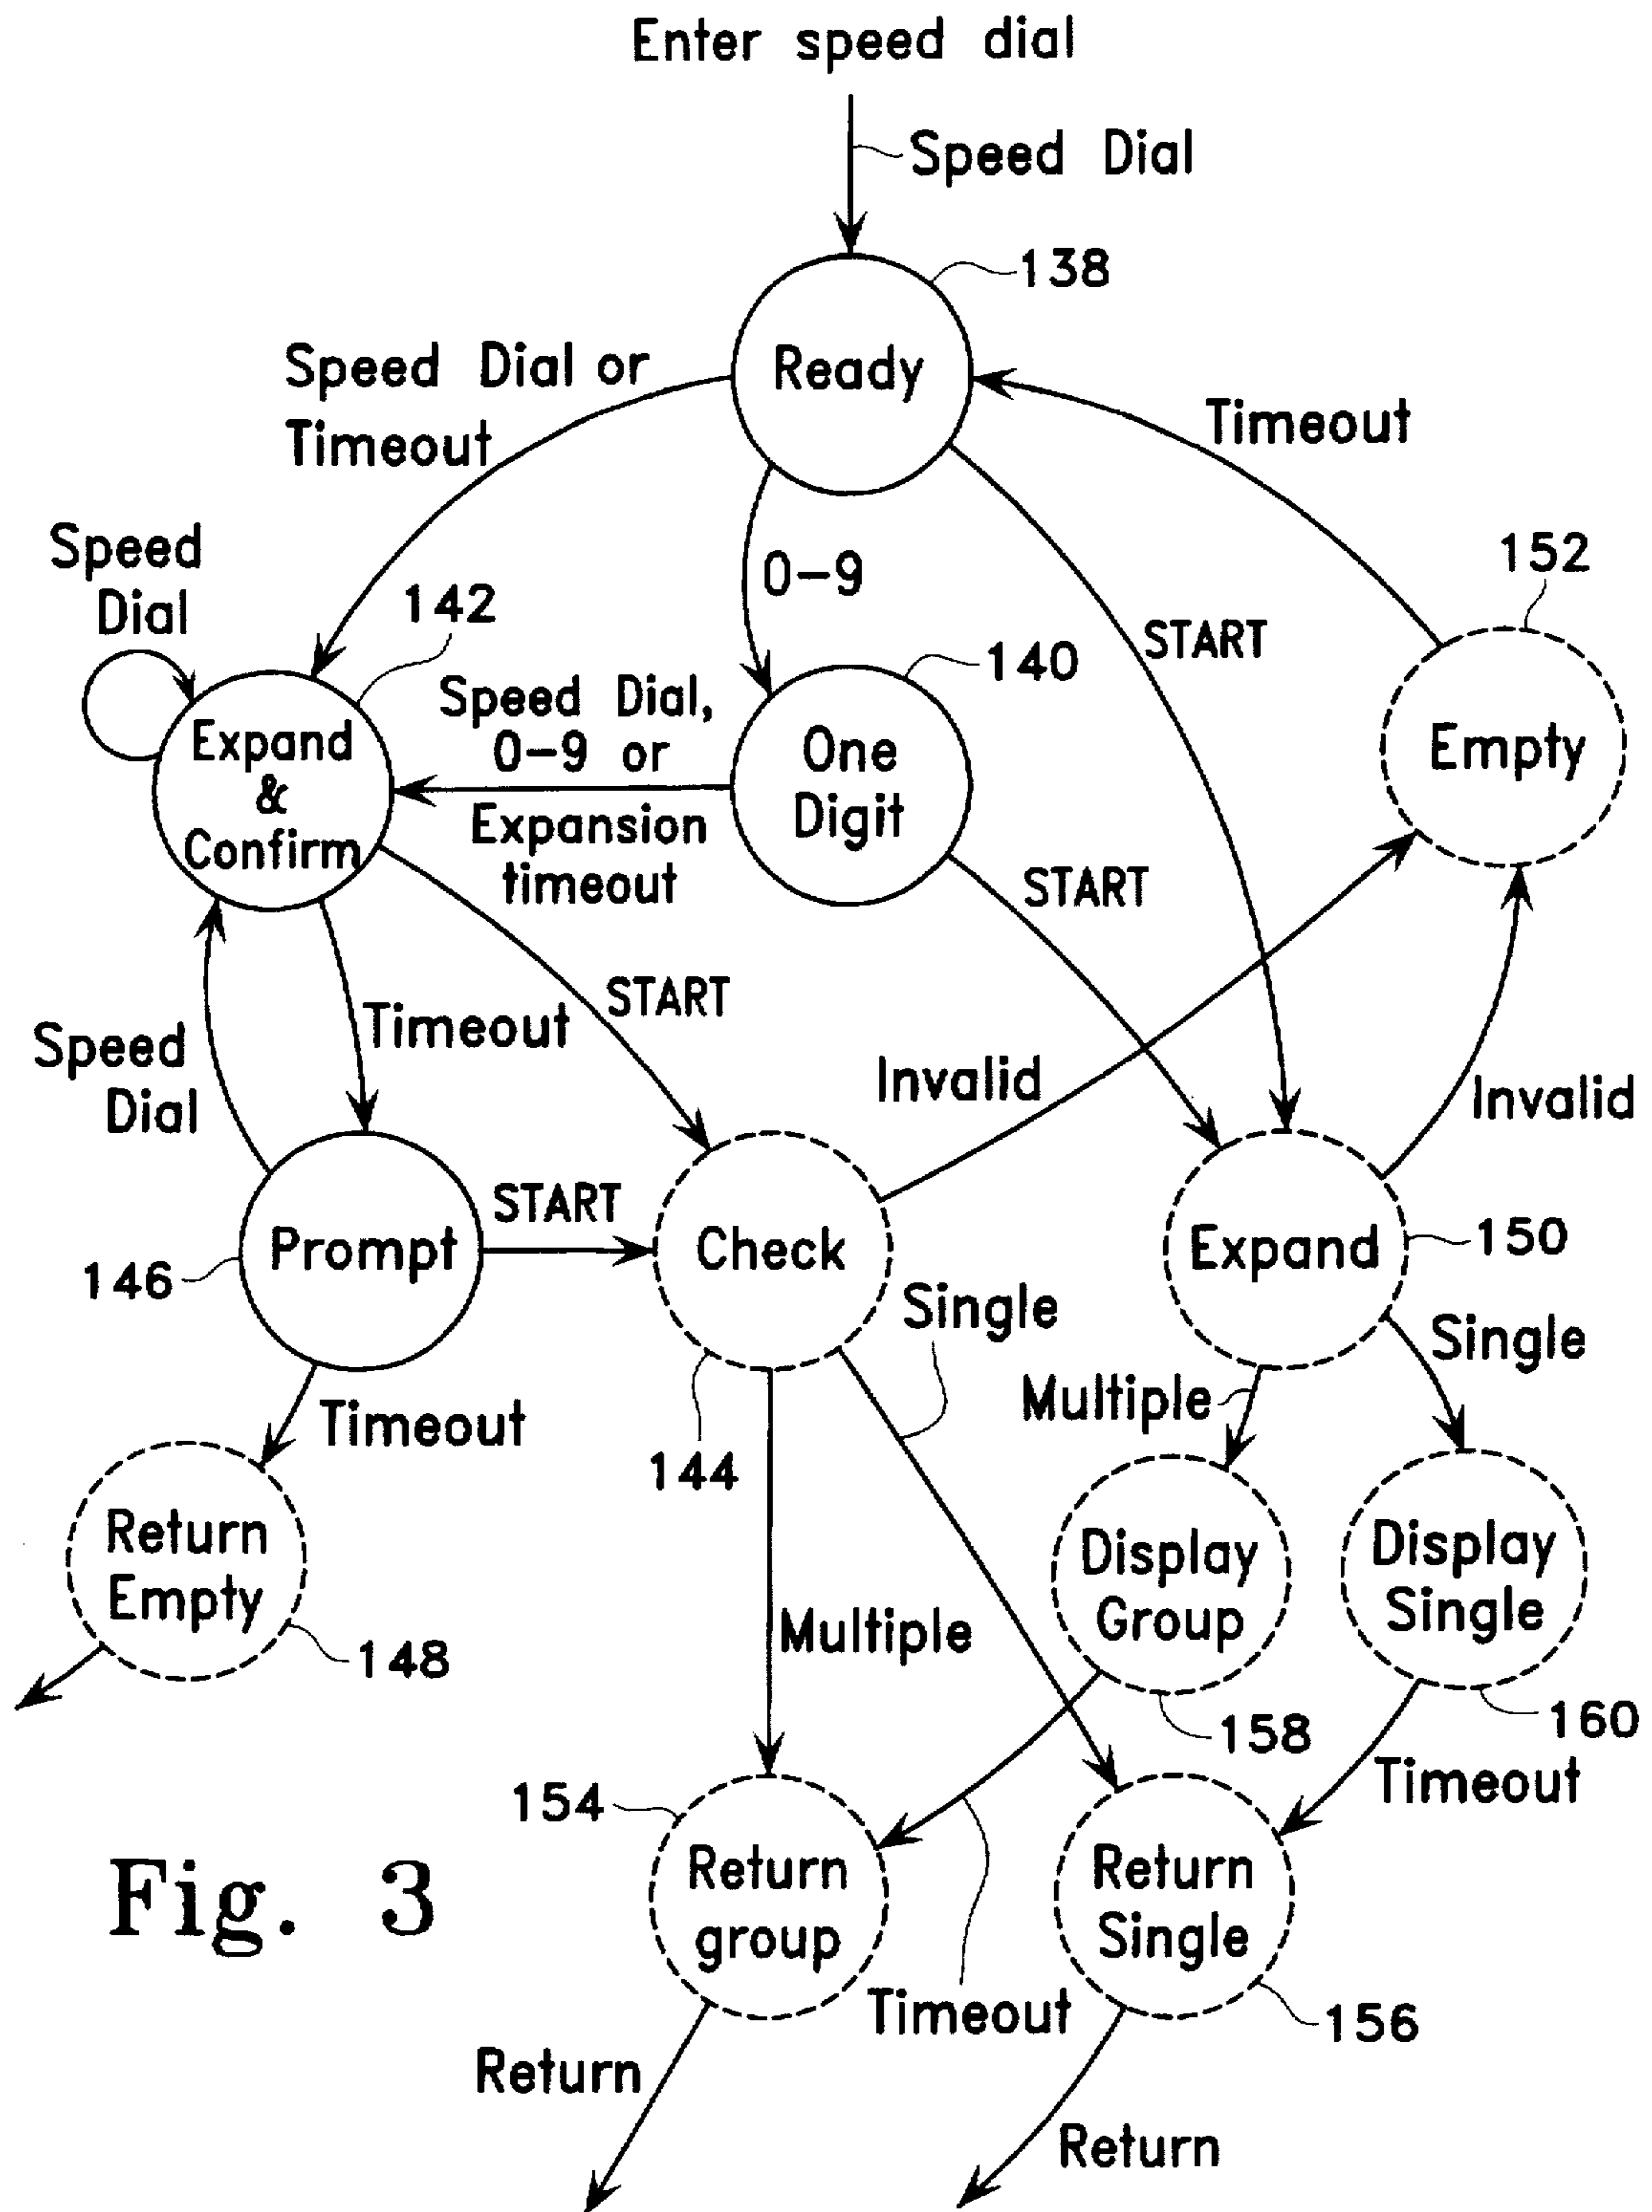 Enter speed dial
Speed Dial
138
Ready
Speed Dial or
Timeout
Timeout
0-9
START
152
Empty
Speed
Dial
142
Expand
&
Confirm
Speed Dial,
0-9 or
Expansion
timeout
140
One
Digit
START
START
Timeout
Speed
Dial
Invalid
Invalid
146
Prompt
START
Check
144
Expand
150
Single
Single
Multiple
Timeout
Return
Empty
148
Multiple
Display
Group
158
Display
Single
160
Timeout
154
Return
group
Return
Single
156
Timeout
Return
Return
Fig. 3